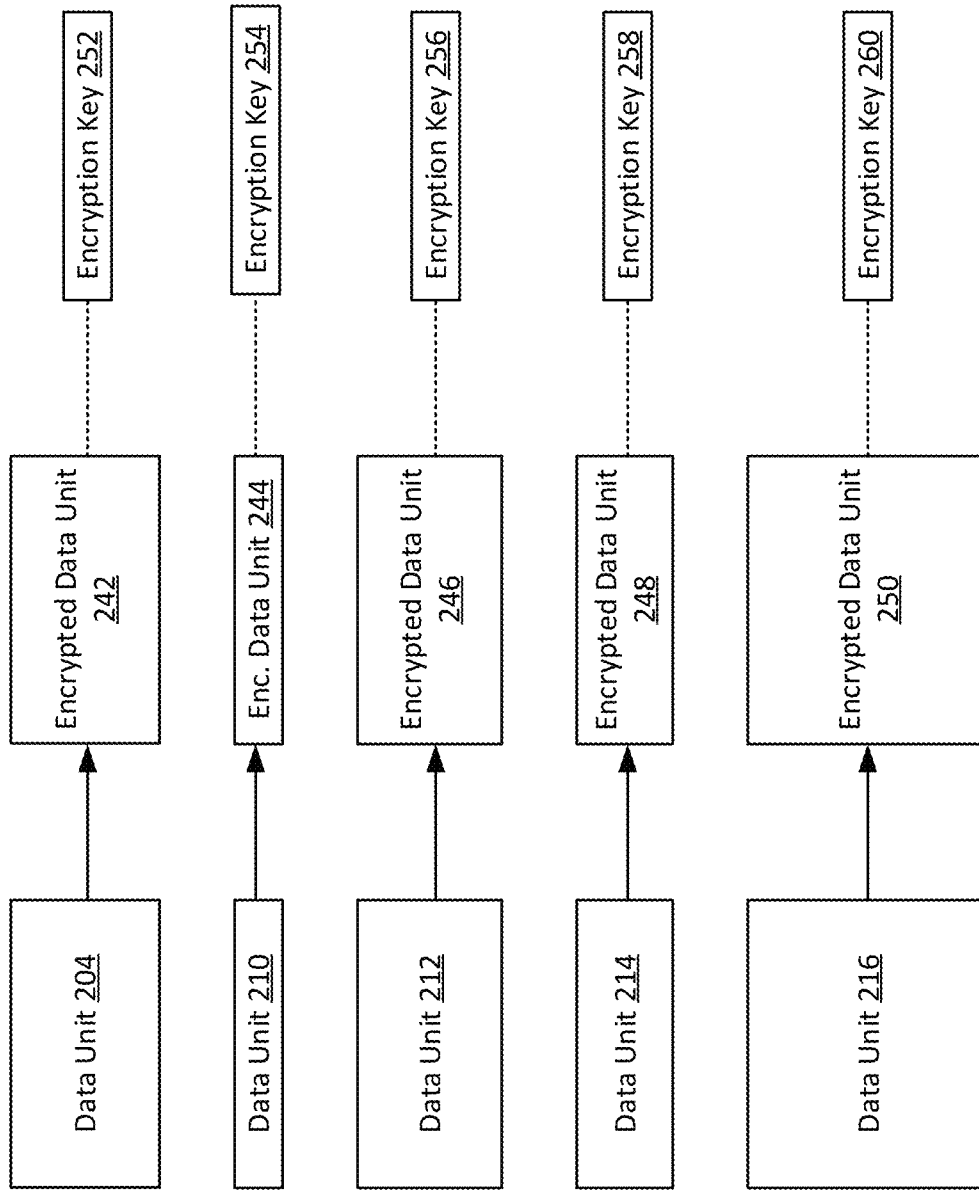 Data Unit 204
Encrypted Data Unit
242
Encryption Key 252
Data Unit 210
Enc. Data Unit 244
Encryption Key 254
Data Unit 212
Encrypted Data Unit
246
Encryption Key 256
Data Unit 214
Encrypted Data Unit
248
Encryption Key 258
Data Unit 216
Encrypted Data Unit
250
Encryption Key 260